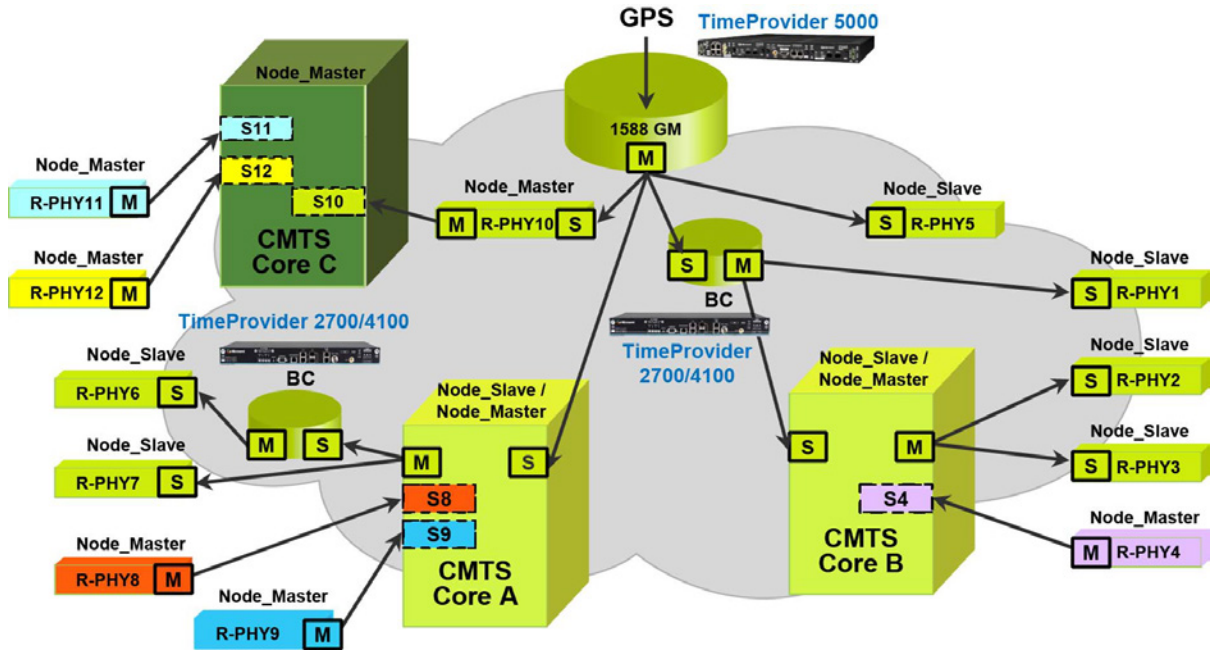 GPS
TimeProvider 5000
Node_Master
1588 GM
M
S11
Node_Master
R-PHY11 M
S12
S10
CMTS
Core C
Node_Master
M R-PHY10 S
Node_Slave
S R-PHY5
Node_Master
R-PHY12 M
S M
BC
Node_Slave
S R-PHY1
TimeProvider 2700/4100
TimeProvider
2700/4100
Node_Slave
R-PHY6 S
BC
M S
Node_Slave
R-PHY7 S
Node_Slave /
Node_Master
M S
S8
S9
CMTS
Core A
Node_Slave /
Node_Master
S M
S4
CMTS
Core B
Node_Slave
S R-PHY2
Node_Slave
S R-PHY3
Node_Master
M R-PHY4
Node_Master
R-PHY8 M
Node_Master
R-PHY9 M